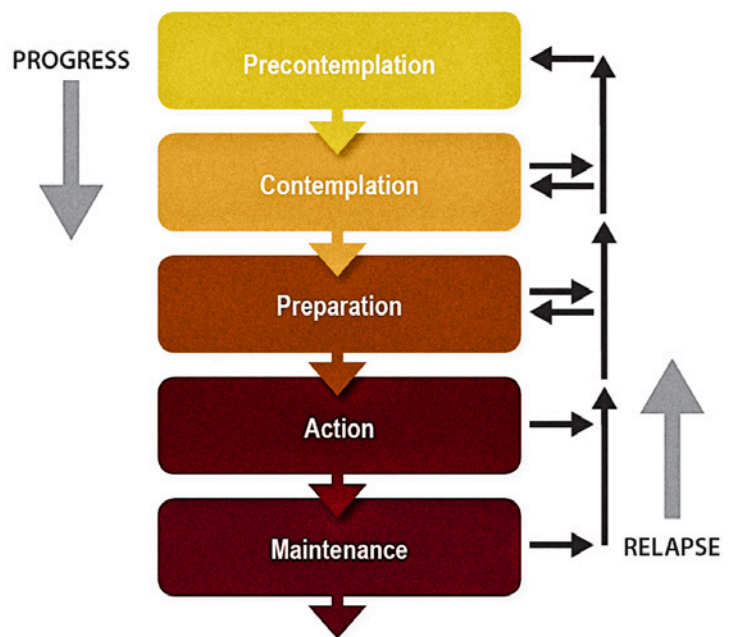 PROGRESS
Precontemplation
Contemplation
Preparation
Action
Maintenance
RELAPSE